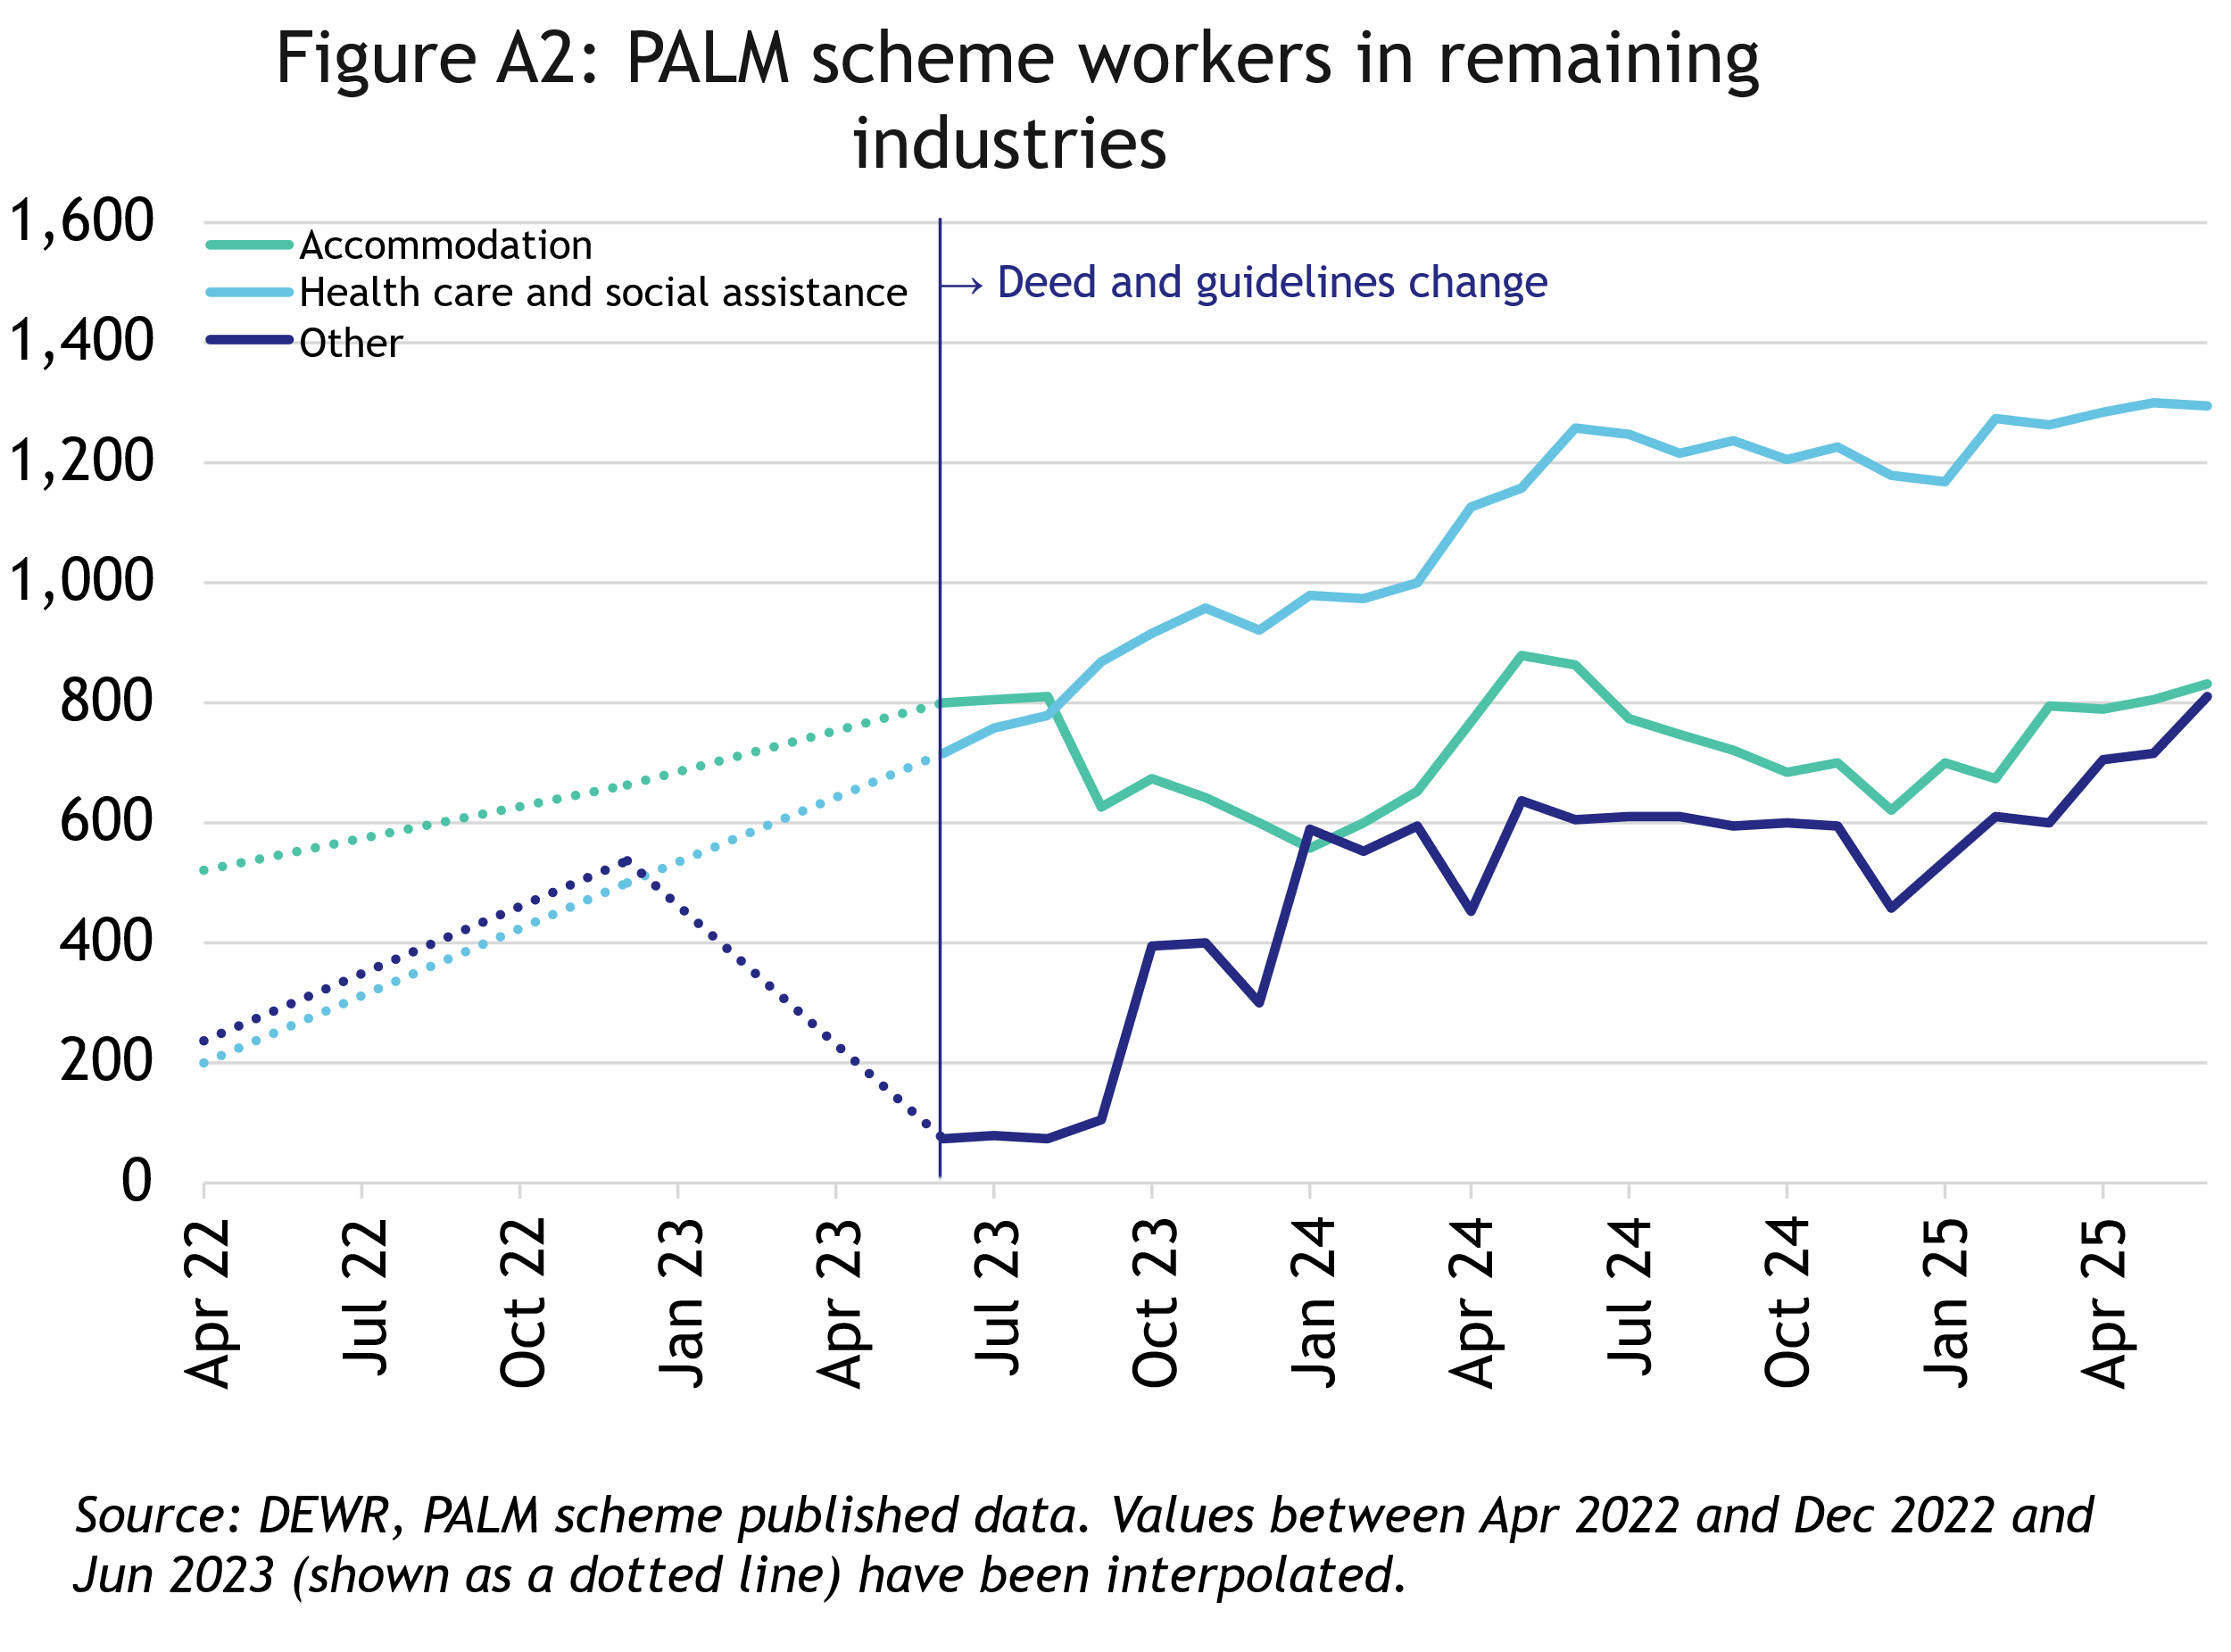 Figure A2: PALM scheme workers in remaining
industries
1,600
1,400
1,200
1,000
800
600
400
200
0
Accommodation
Health care and social assistance
Other
→ Deed and guidelines change
Apr 22
Jul 22
Oct 22
Jan 23
Apr 23
Jul 23
Oct 23
Jan 24
Apr 24
Jul 24
Oct 24
Jan 25
Apr 25
Source: DEWR, PALM scheme published data. Values between Apr 2022 and Dec 2022 and
Jun 2023 (shown as a dotted line) have been interpolated.